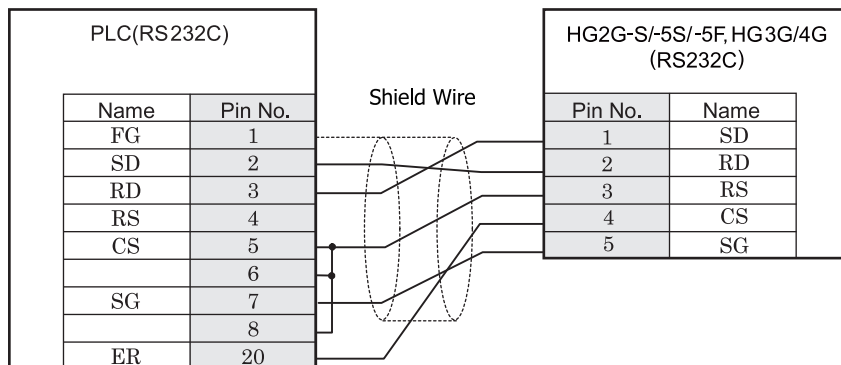 PLC(RS232C)
Name Pin No.
FG 1
SD 2
RD 3
RS 4
CS 5
6
SG 7
8
ER 20
Shield Wire
HG2G-S/-5S/-5F, HG3G/4G
(RS232C)
Pin No. Name
1 SD
2 RD
3 RS
4 CS
5 SG